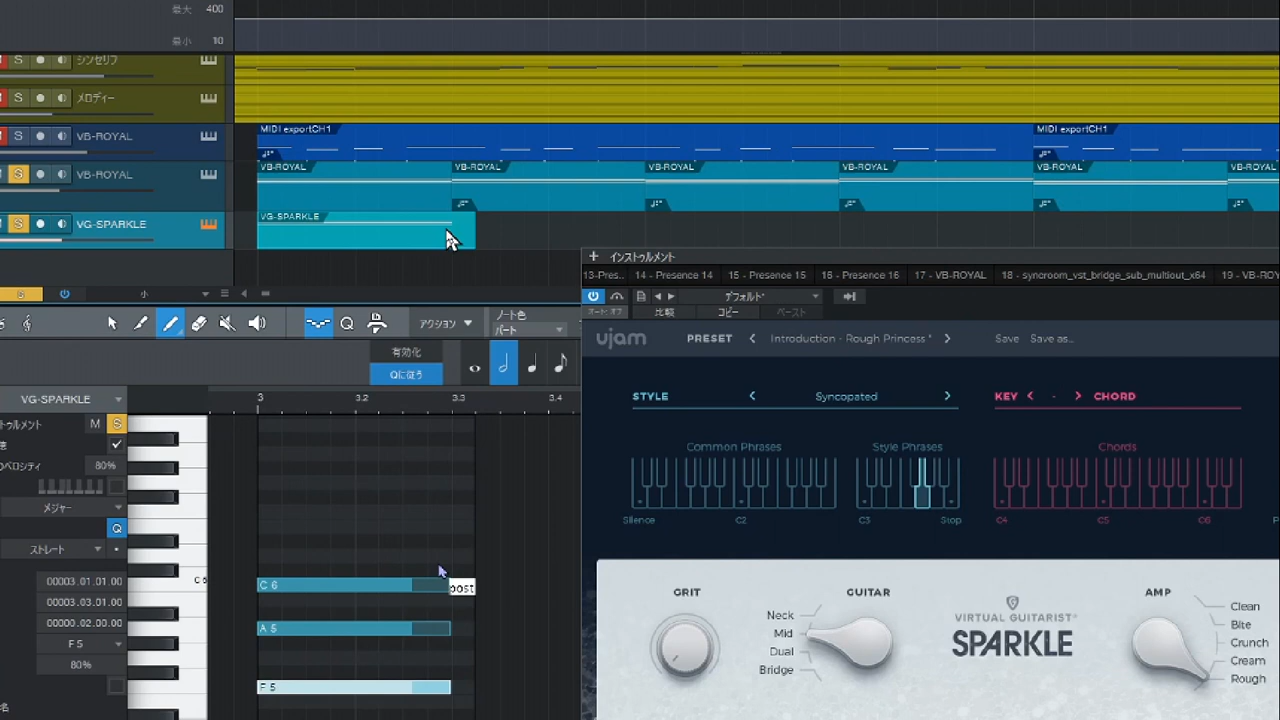 最大 400
最小 10
S シンセリフ
S メロディー
VB-ROYAL
S VB-ROYAL
S VG-SPARKLE
MIDI exportCH1 MIDI exportCH1
VB-ROYAL VB-ROYAL VB-ROYAL VB-ROYAL VB-ROYAL VB-ROYAL
VG-SPARKLE
S 小
アクション ノート色
パート
有効化
Qに従う
VG-SPARKLE
3 3.2 3.3 3.4
M S
80%
メジャー
Q
ストレート
00003.01.01.00
00003.03.01.00
00000.02.00.00
F 5
80%
C 6
A 5
F 5
インストゥルメント
13-Pres.. 14 - Presence 14 15 - Presence 15 16 - Presence 16 17 - VB-ROYAL 18 - syncroom_vst_bridge_sub_multiout_x64 19 - VB-RO
デフォルト*
オート: オフ 比較 コピー ペースト
ujam PRESET Introduction - Rough Princess * Save Save as...
STYLE Syncopated KEY - CHORD
Common Phrases Style Phrases Chords
Silence C2 C3 Stop C4 C5 C6
GRIT GUITAR AMP
Neck
Mid
Dual
Bridge
VIRTUAL GUITARIST
SPARKLE
Clean
Bite
Crunch
Cream
Rough